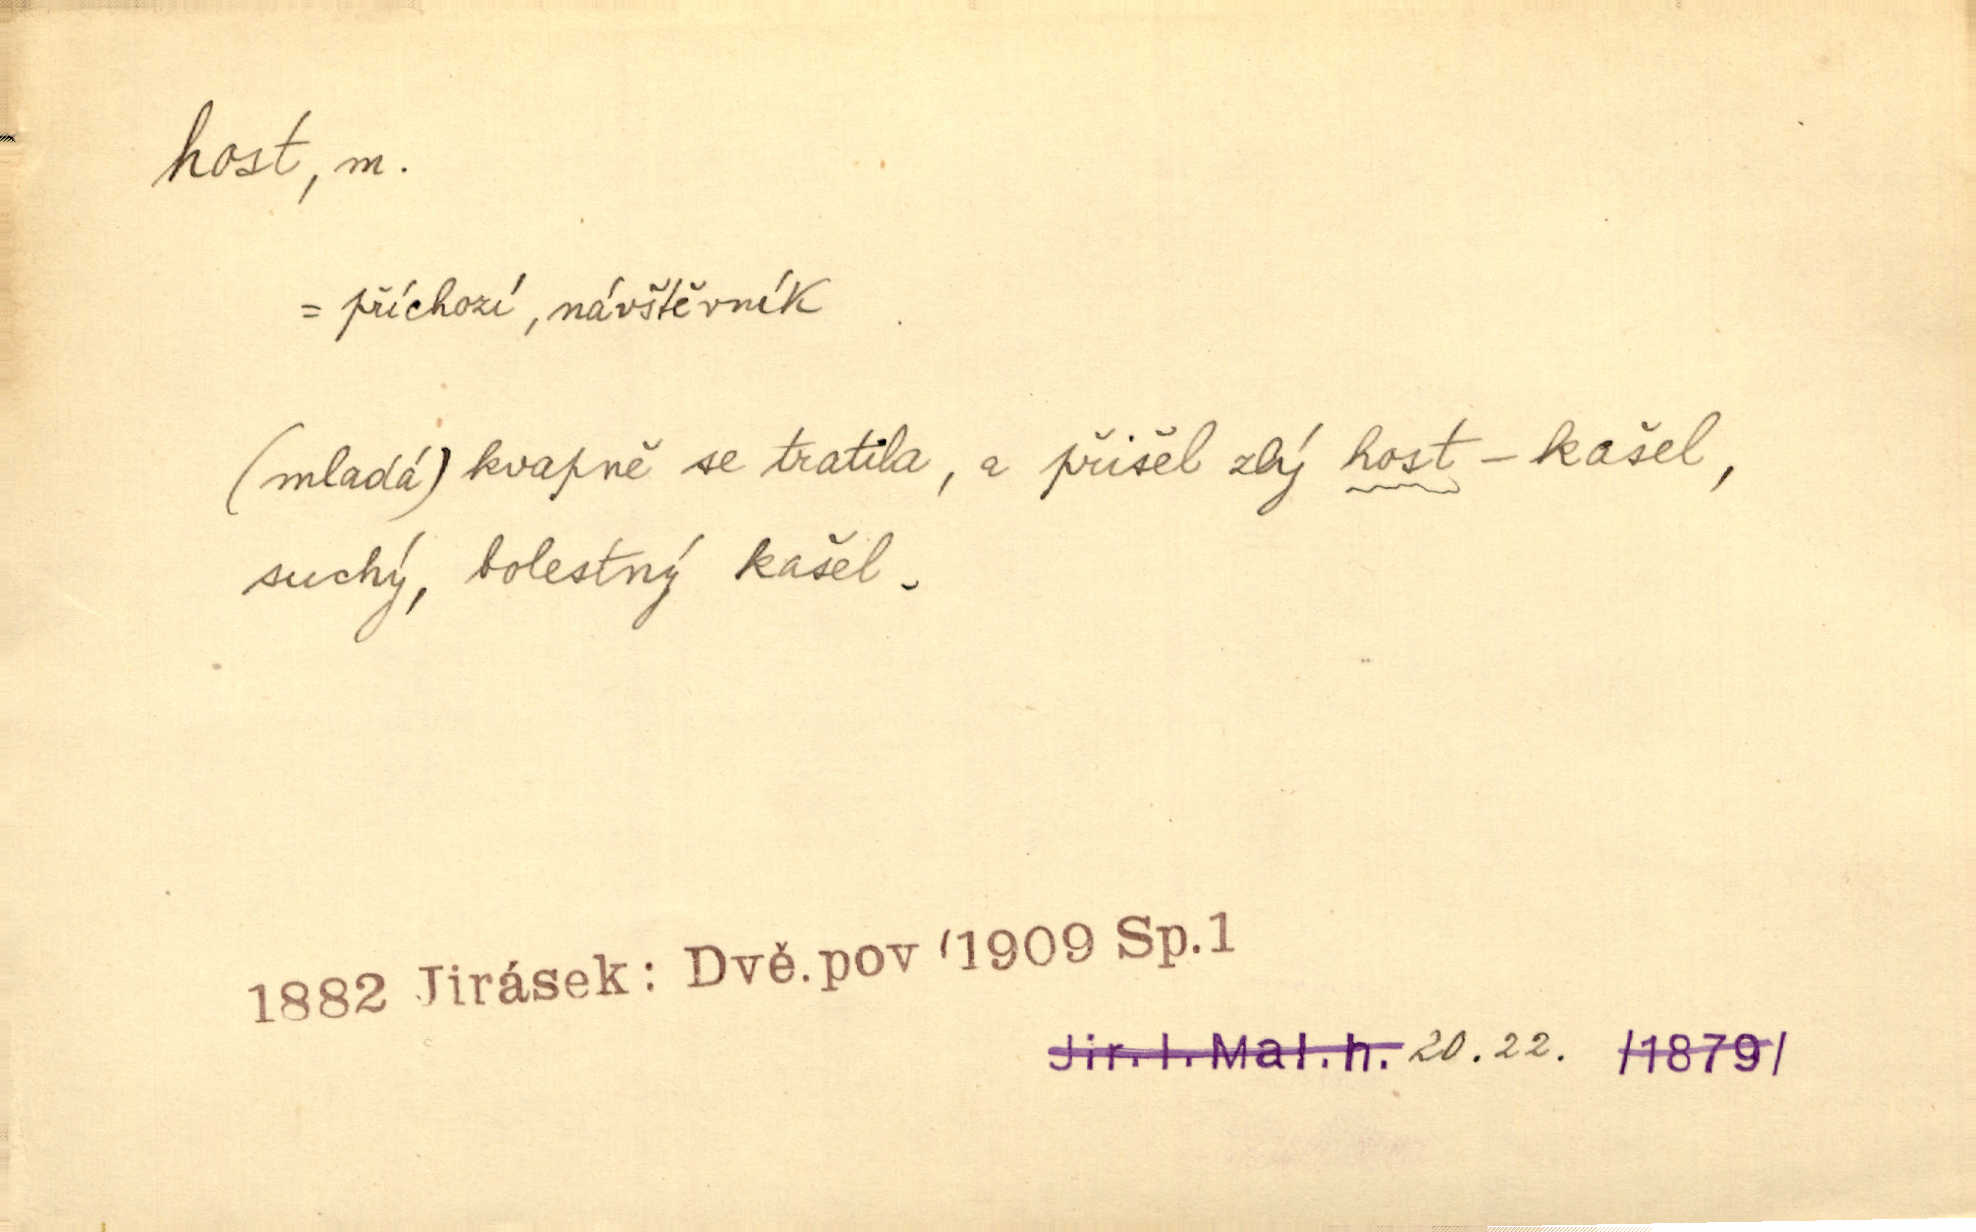 host, m.
= příchozí, návštěvník
(mladá) kvapně se tratila, a přišel zlý host – kašel,
suchý, bolestný kašel.
1882 Jirásek: Dvě.pov (1909 Sp.1
Jir. I. Mal. h. 20. 22. /1879/